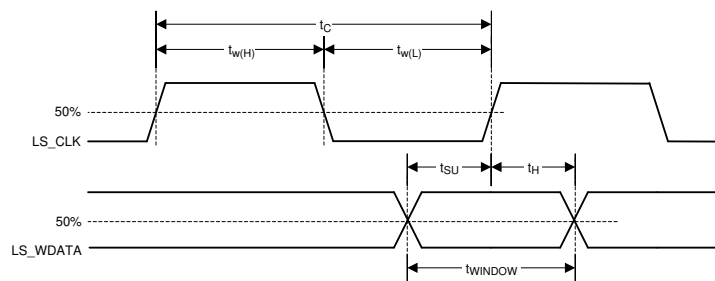 tC
tw(H)
tw(L)
50%
LS_CLK
tSU
tH
50%
LS_WDATA
tWINDOW